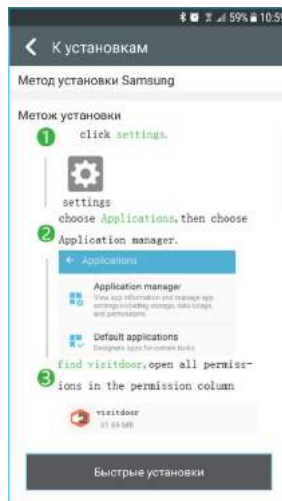 59% 10:59
К установкам
Метод установки Samsung
Метож установки
1 click settings.
settings
choose Applications, then choose
2 Application manager.
Applications
Application manager
View app information and manage app
settings including storage, data usage,
and permissions.
Default applications
Designate apps for certain tasks
find visitdoor, open all permiss-
3 ions in the permission column
visitdoor
31.64 MB
Быстрые установки